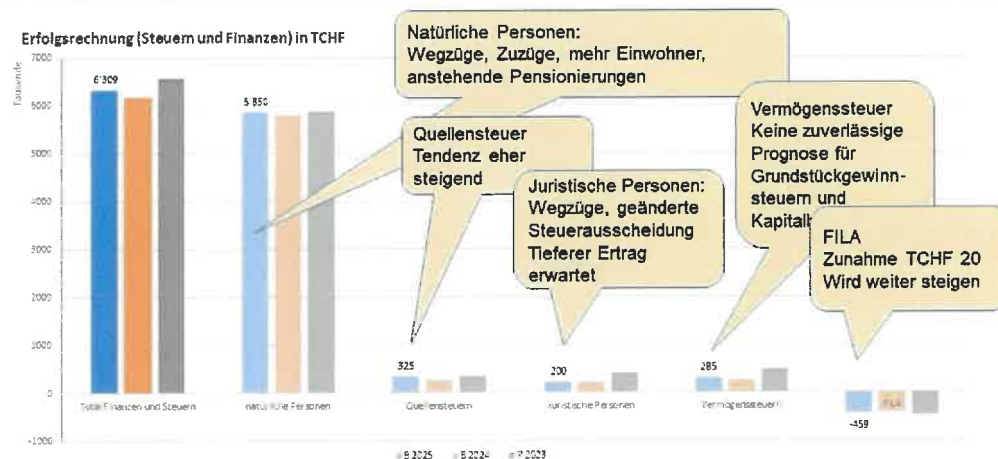 Erfolgsrechnung (Steuern und Finanzen) in TCHF
Tausende
7000
6000
5000
4000
3000
2000
1000
0
-1000
6'309
5'850
325
200
285
-459
Total Finanzen und Steuern
natürliche Personen
Quellensteuern
Juristische Personen
Vermögenssteuern
FILA
B 2025
B 2024
R 2023
Natürliche Personen:
Wegzüge, Zuzüge, mehr Einwohner,
anstehende Pensionierungen
Quellensteuer
Tendenz eher
steigend
Juristische Personen:
Wegzüge, geänderte
Steuerausscheidung
Tieferer Ertrag
erwartet
Vermögenssteuer
Keine zuverlässige
Prognose für
Grundstückgewinn-
steuern und
FILA
Zunahme TCHF 20
Wird weiter steigen